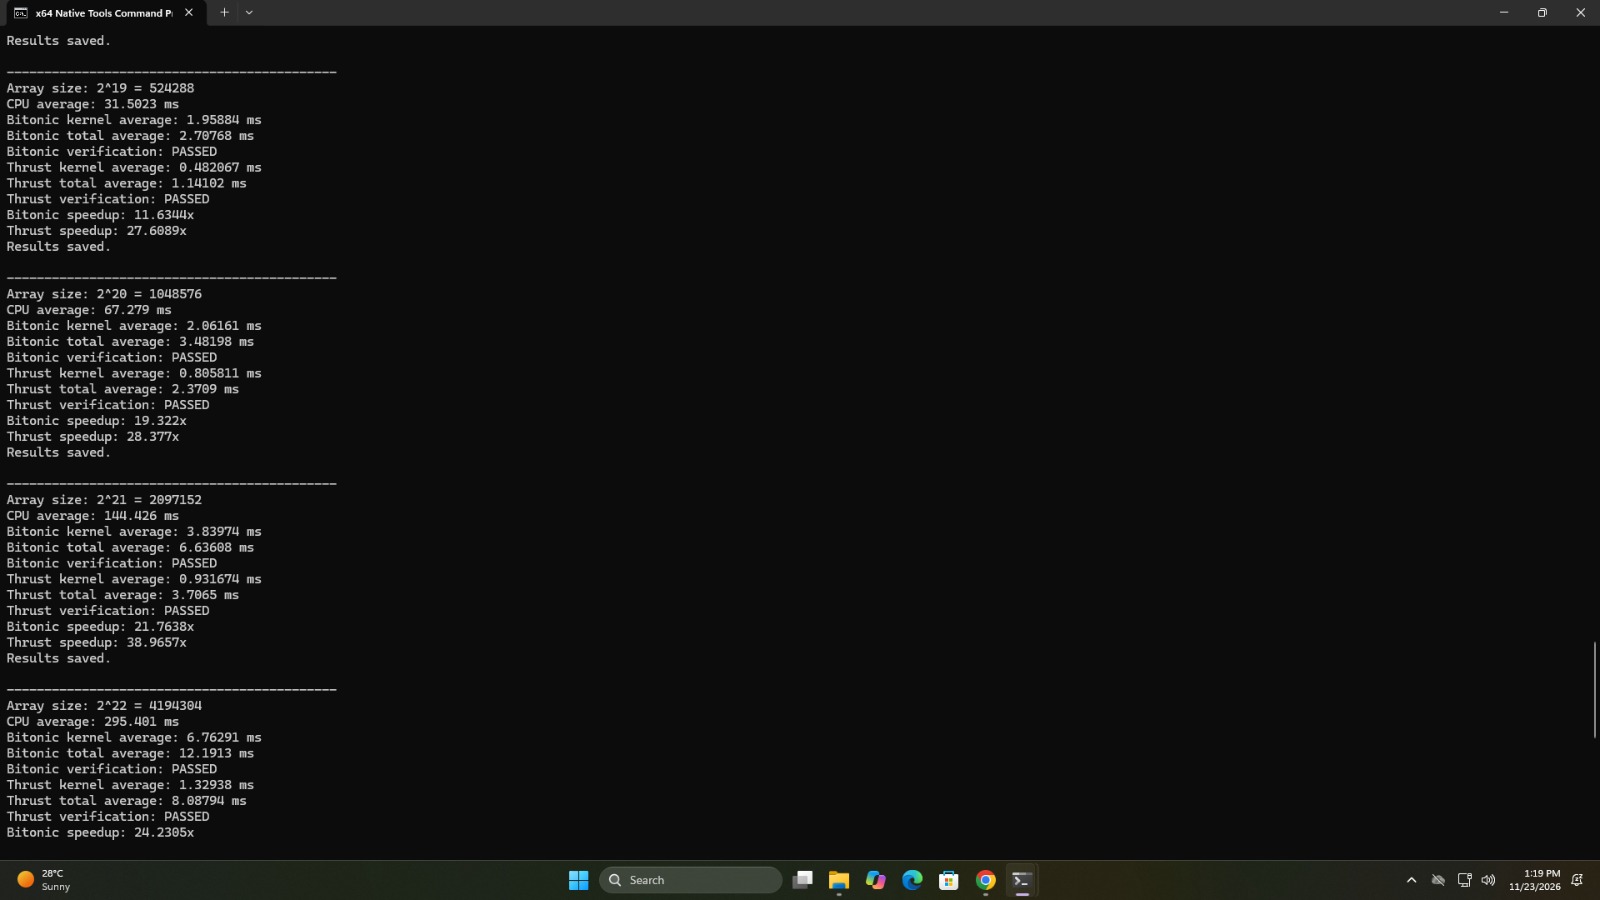 x64 Native Tools Command P
Results saved.
--------------------------------------------
Array size: 2^19 = 524288
CPU average: 31.5023 ms
Bitonic kernel average: 1.95884 ms
Bitonic total average: 2.70768 ms
Bitonic verification: PASSED
Thrust kernel average: 0.482067 ms
Thrust total average: 1.14102 ms
Thrust verification: PASSED
Bitonic speedup: 11.6344x
Thrust speedup: 27.6089x
Results saved.
--------------------------------------------
Array size: 2^20 = 1048576
CPU average: 67.279 ms
Bitonic kernel average: 2.06161 ms
Bitonic total average: 3.48198 ms
Bitonic verification: PASSED
Thrust kernel average: 0.805811 ms
Thrust total average: 2.3709 ms
Thrust verification: PASSED
Bitonic speedup: 19.322x
Thrust speedup: 28.377x
Results saved.
--------------------------------------------
Array size: 2^21 = 2097152
CPU average: 144.426 ms
Bitonic kernel average: 3.83974 ms
Bitonic total average: 6.63608 ms
Bitonic verification: PASSED
Thrust kernel average: 0.931674 ms
Thrust total average: 3.7065 ms
Thrust verification: PASSED
Bitonic speedup: 21.7638x
Thrust speedup: 38.9657x
Results saved.
--------------------------------------------
Array size: 2^22 = 4194304
CPU average: 295.401 ms
Bitonic kernel average: 6.76291 ms
Bitonic total average: 12.1913 ms
Bitonic verification: PASSED
Thrust kernel average: 1.32938 ms
Thrust total average: 8.08794 ms
Thrust verification: PASSED
Bitonic speedup: 24.2305x
28°C
Sunny
Search
1:19 PM
11/23/2026